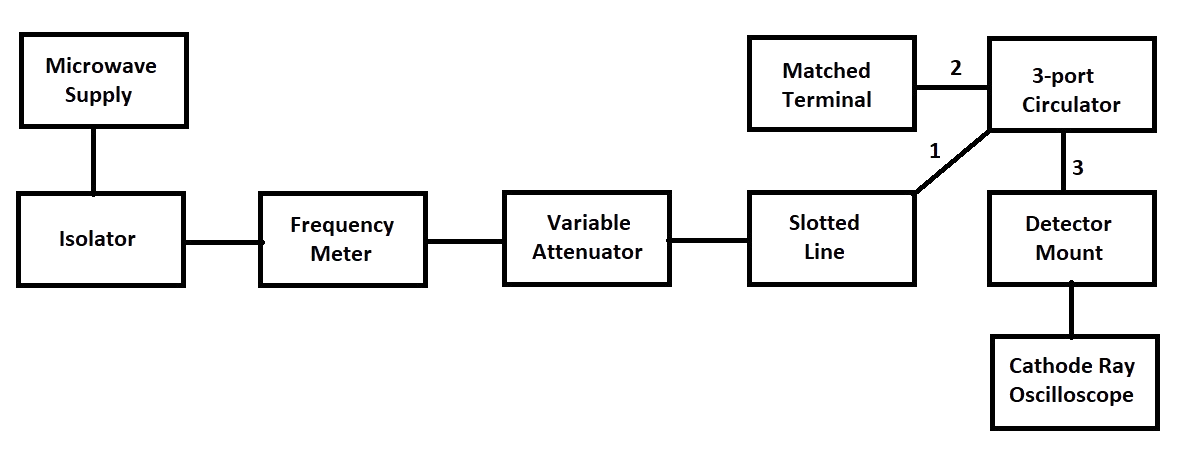 Microwave
Supply
Matched
Terminal
2
3-port
Circulator
1
3
Isolator
Frequency
Meter
Variable
Attenuator
Slotted
Line
Detector
Mount
Cathode Ray
Oscilloscope